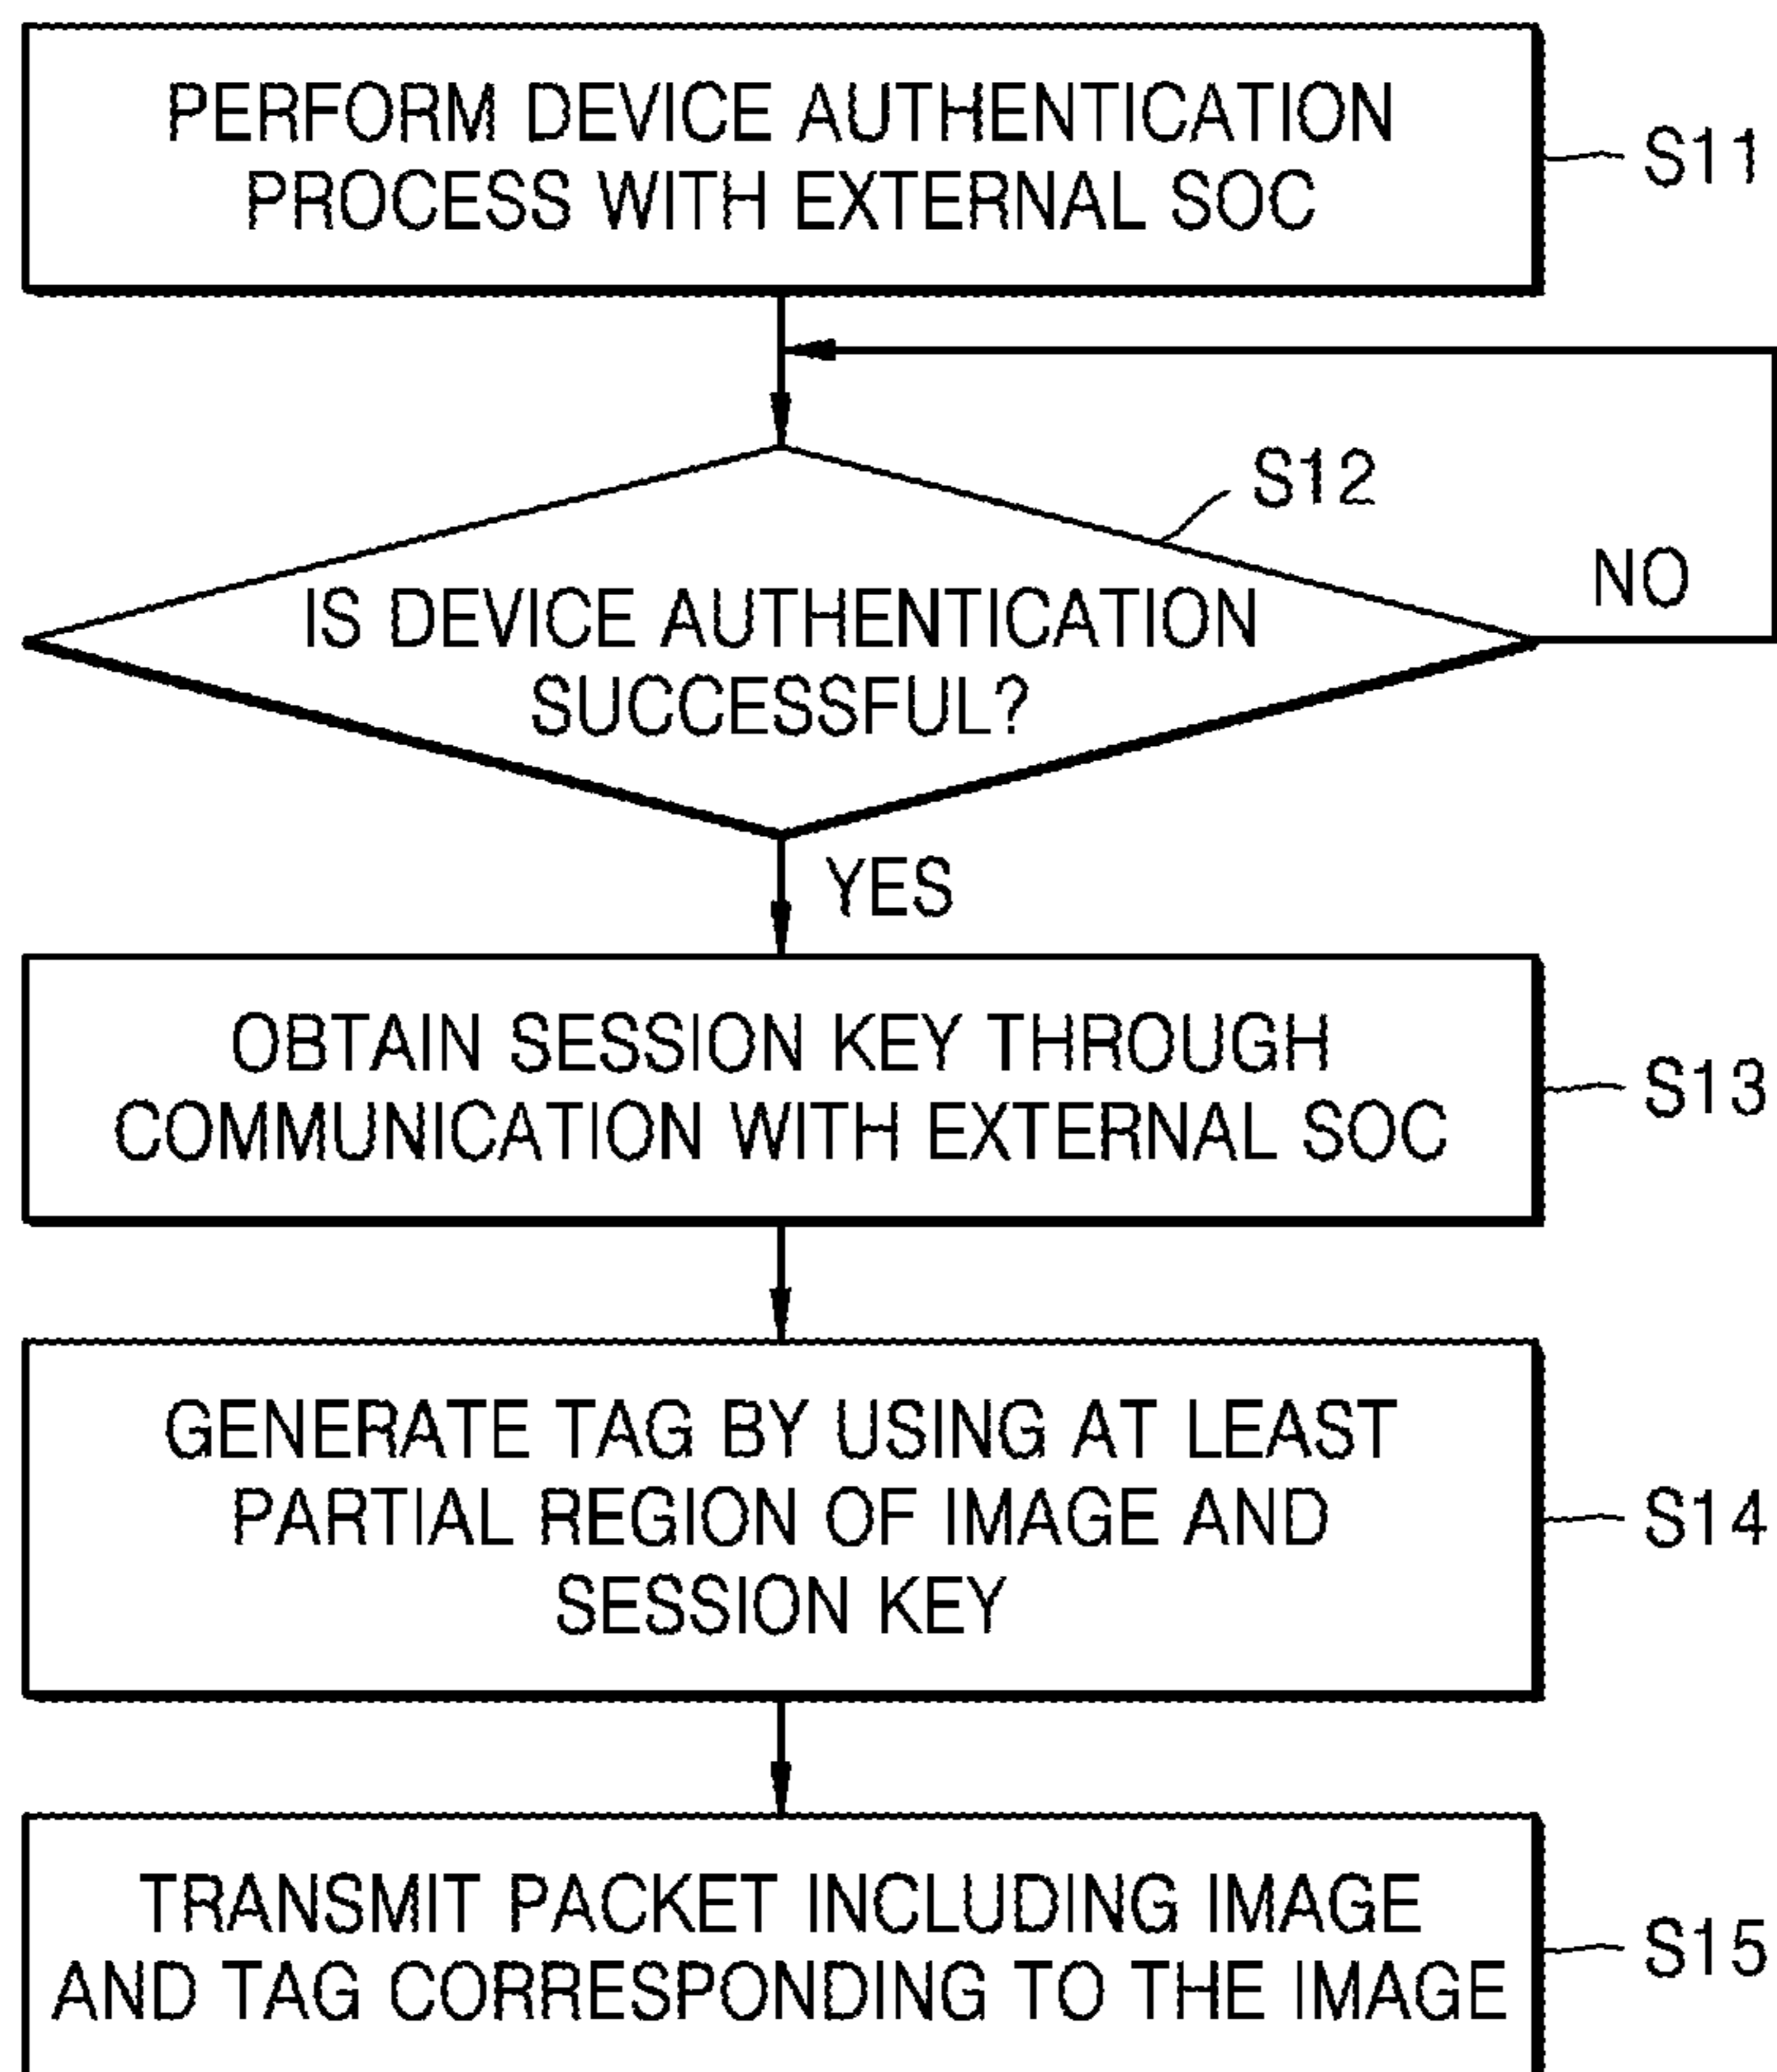 PERFORM DEVICE AUTHENTICATION
PROCESS WITH EXTERNAL SOC
S11
S12
NO
IS DEVICE AUTHENTICATION
SUCCESSFUL?
YES
OBTAIN SESSION KEY THROUGH
COMMUNICATION WITH EXTERNAL SOC
S13
GENERATE TAG BY USING AT LEAST
PARTIAL REGION OF IMAGE AND
SESSION KEY
S14
TRANSMIT PACKET INCLUDING IMAGE
AND TAG CORRESPONDING TO THE IMAGE
S15